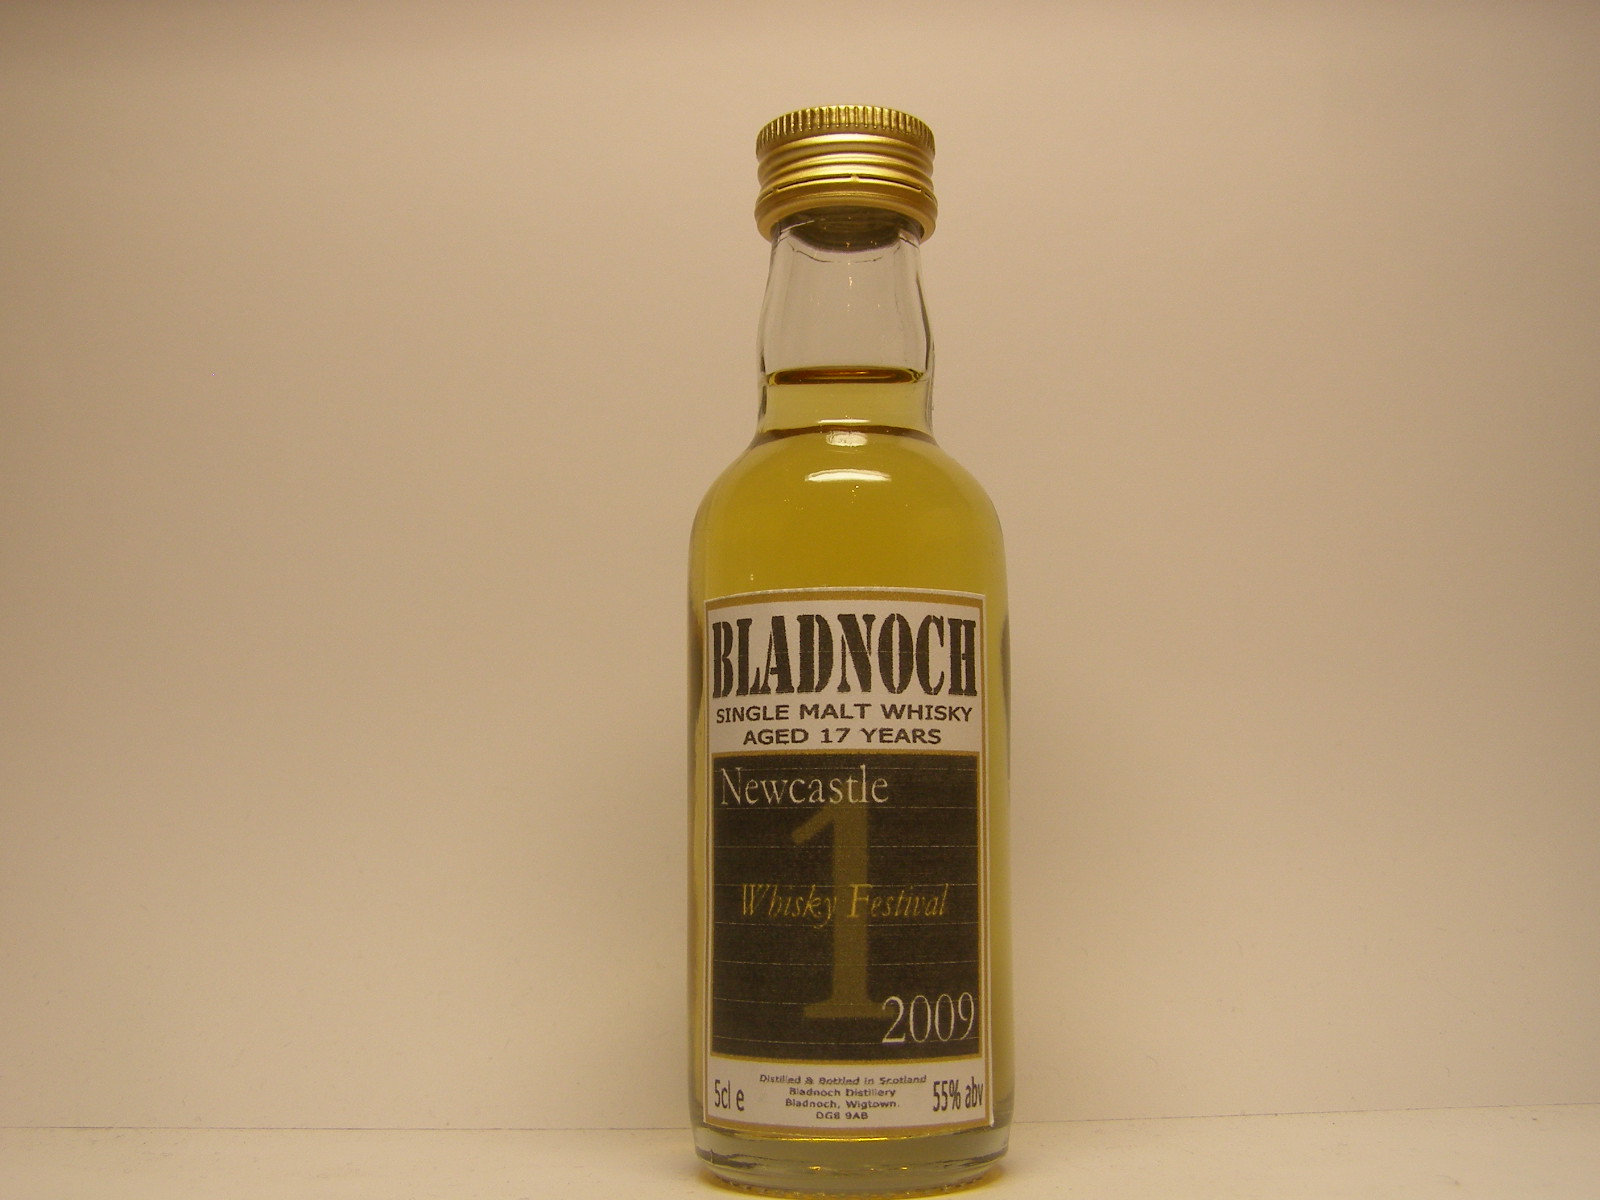 BLADNOCH
SINGLE MALT WHISKY
AGED 17 YEARS
Newcastle
1
Whisky Festival
2009
Distilled & Bottled in Scotland
Bladnoch Distillery
Bladnoch, Wigtown.
DG8 9AB
5cl e
55% abv